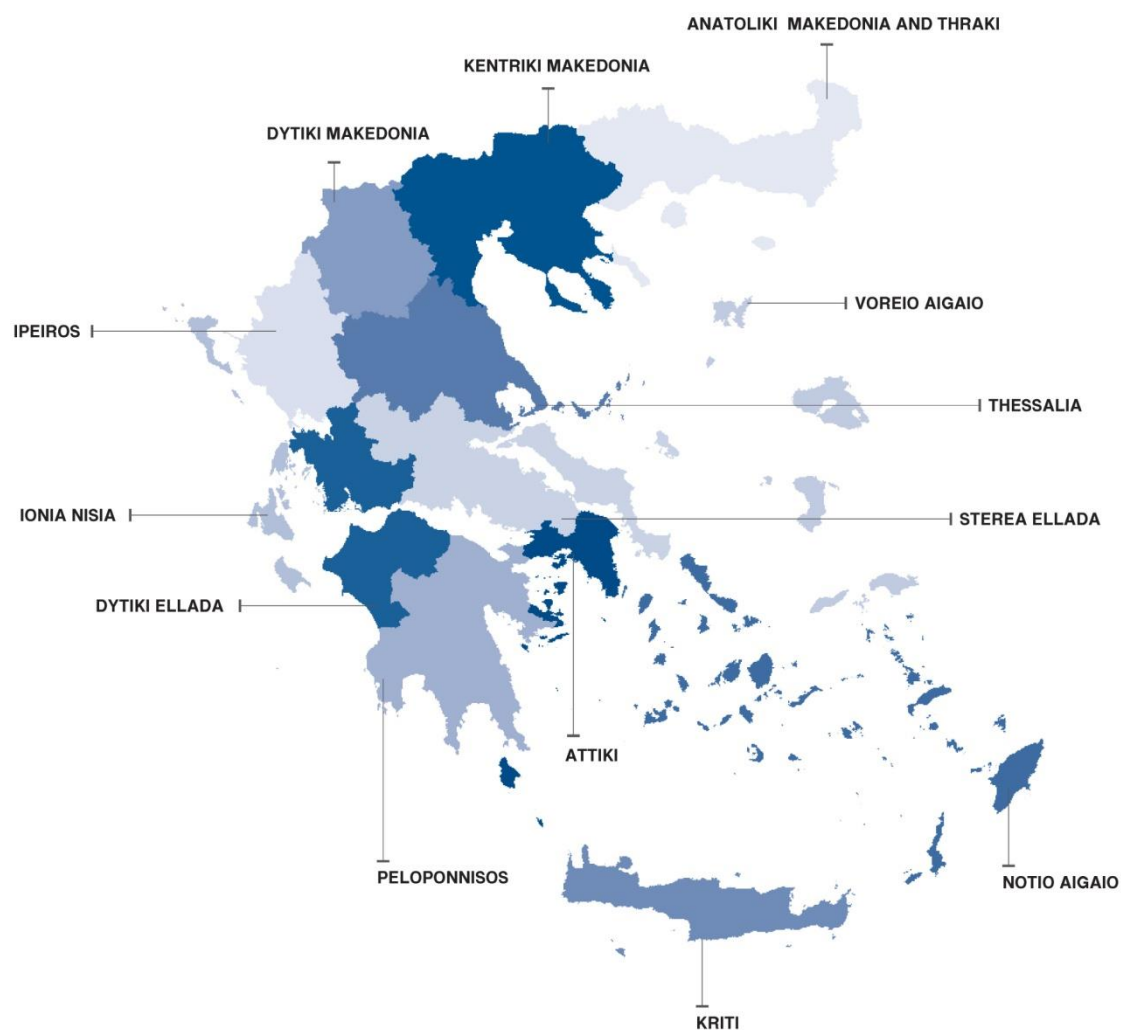 ANATOLIKI MAKEDONIA AND THRAKI
KENTRIKI MAKEDONIA
DYTIKI MAKEDONIA
VOREIO AIGAIO
IPEIROS
THESSALIA
IONIA NISIA
STEREA ELLADA
DYTIKI ELLADA
ATTIKI
PELOPONNISOS
NOTIO AIGAIO
KRITI